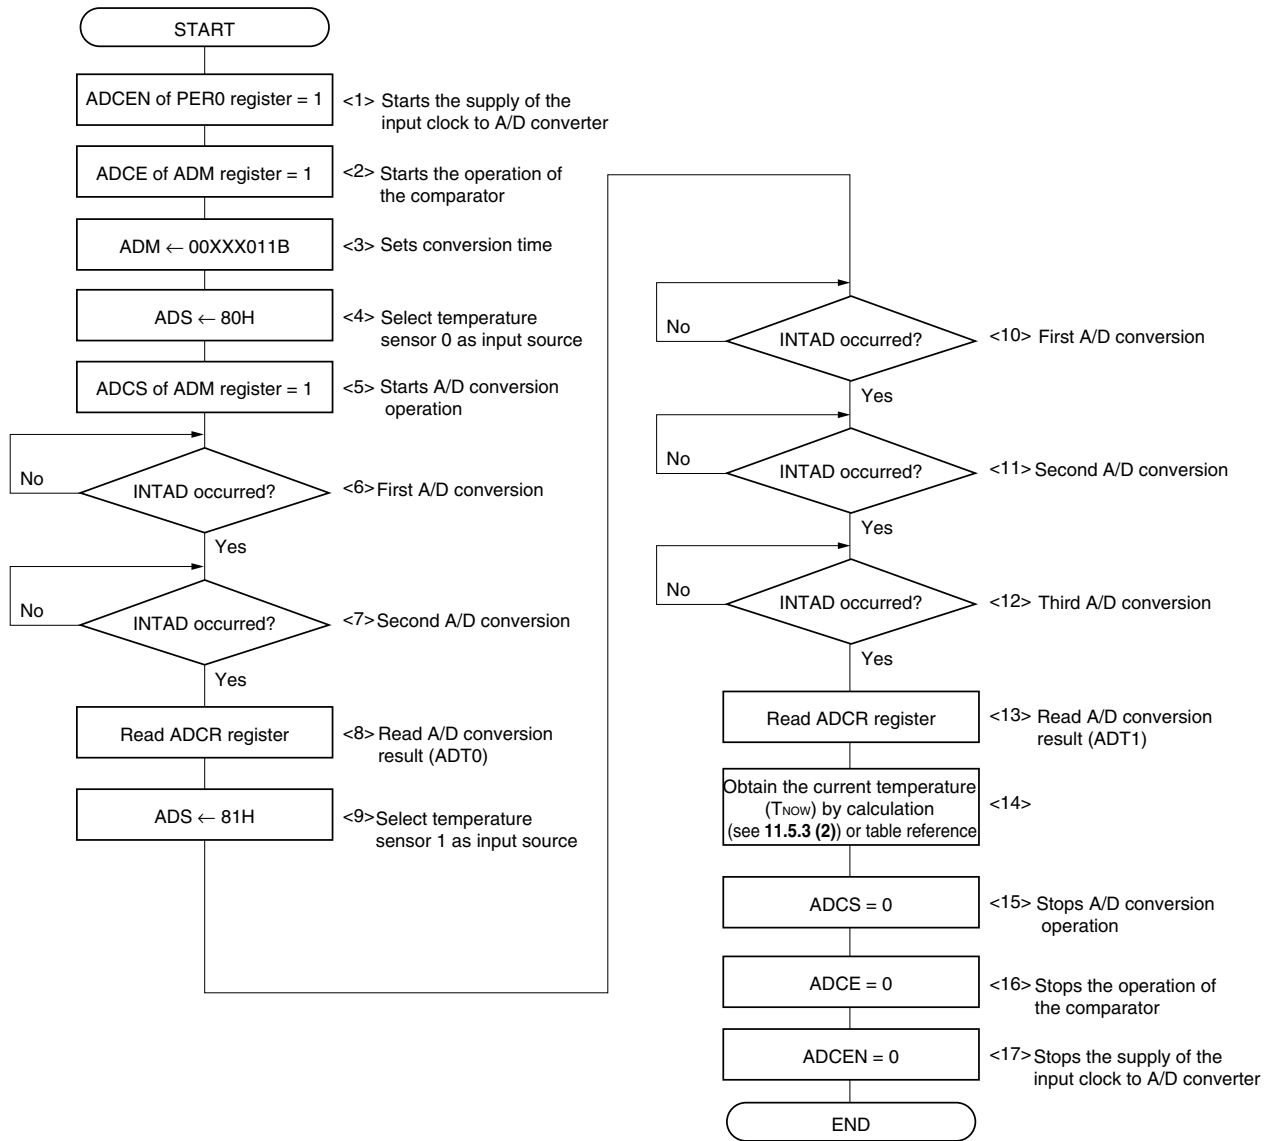 START
ADCEN of PER0 register = 1
<1> Starts the supply of the
input clock to A/D converter
ADCE of ADM register = 1
<2> Starts the operation of
the comparator
ADM ← 00XXX011B
<3> Sets conversion time
ADS ← 80H
<4> Select temperature
sensor 0 as input source
ADCS of ADM register = 1
<5> Starts A/D conversion
operation
No
INTAD occurred?
<6> First A/D conversion
Yes
No
INTAD occurred?
<7> Second A/D conversion
Yes
Read ADCR register
<8> Read A/D conversion
result (ADT0)
ADS ← 81H
<9> Select temperature
sensor 1 as input source
No
INTAD occurred?
<10> First A/D conversion
Yes
No
INTAD occurred?
<11> Second A/D conversion
Yes
No
INTAD occurred?
<12> Third A/D conversion
Yes
Read ADCR register
<13> Read A/D conversion
result (ADT1)
Obtain the current temperature
(TNOW) by calculation
(see 11.5.3 (2)) or table reference
<14>
ADCS = 0
<15> Stops A/D conversion
operation
ADCE = 0
<16> Stops the operation of
the comparator
ADCEN = 0
<17> Stops the supply of the
input clock to A/D converter
END